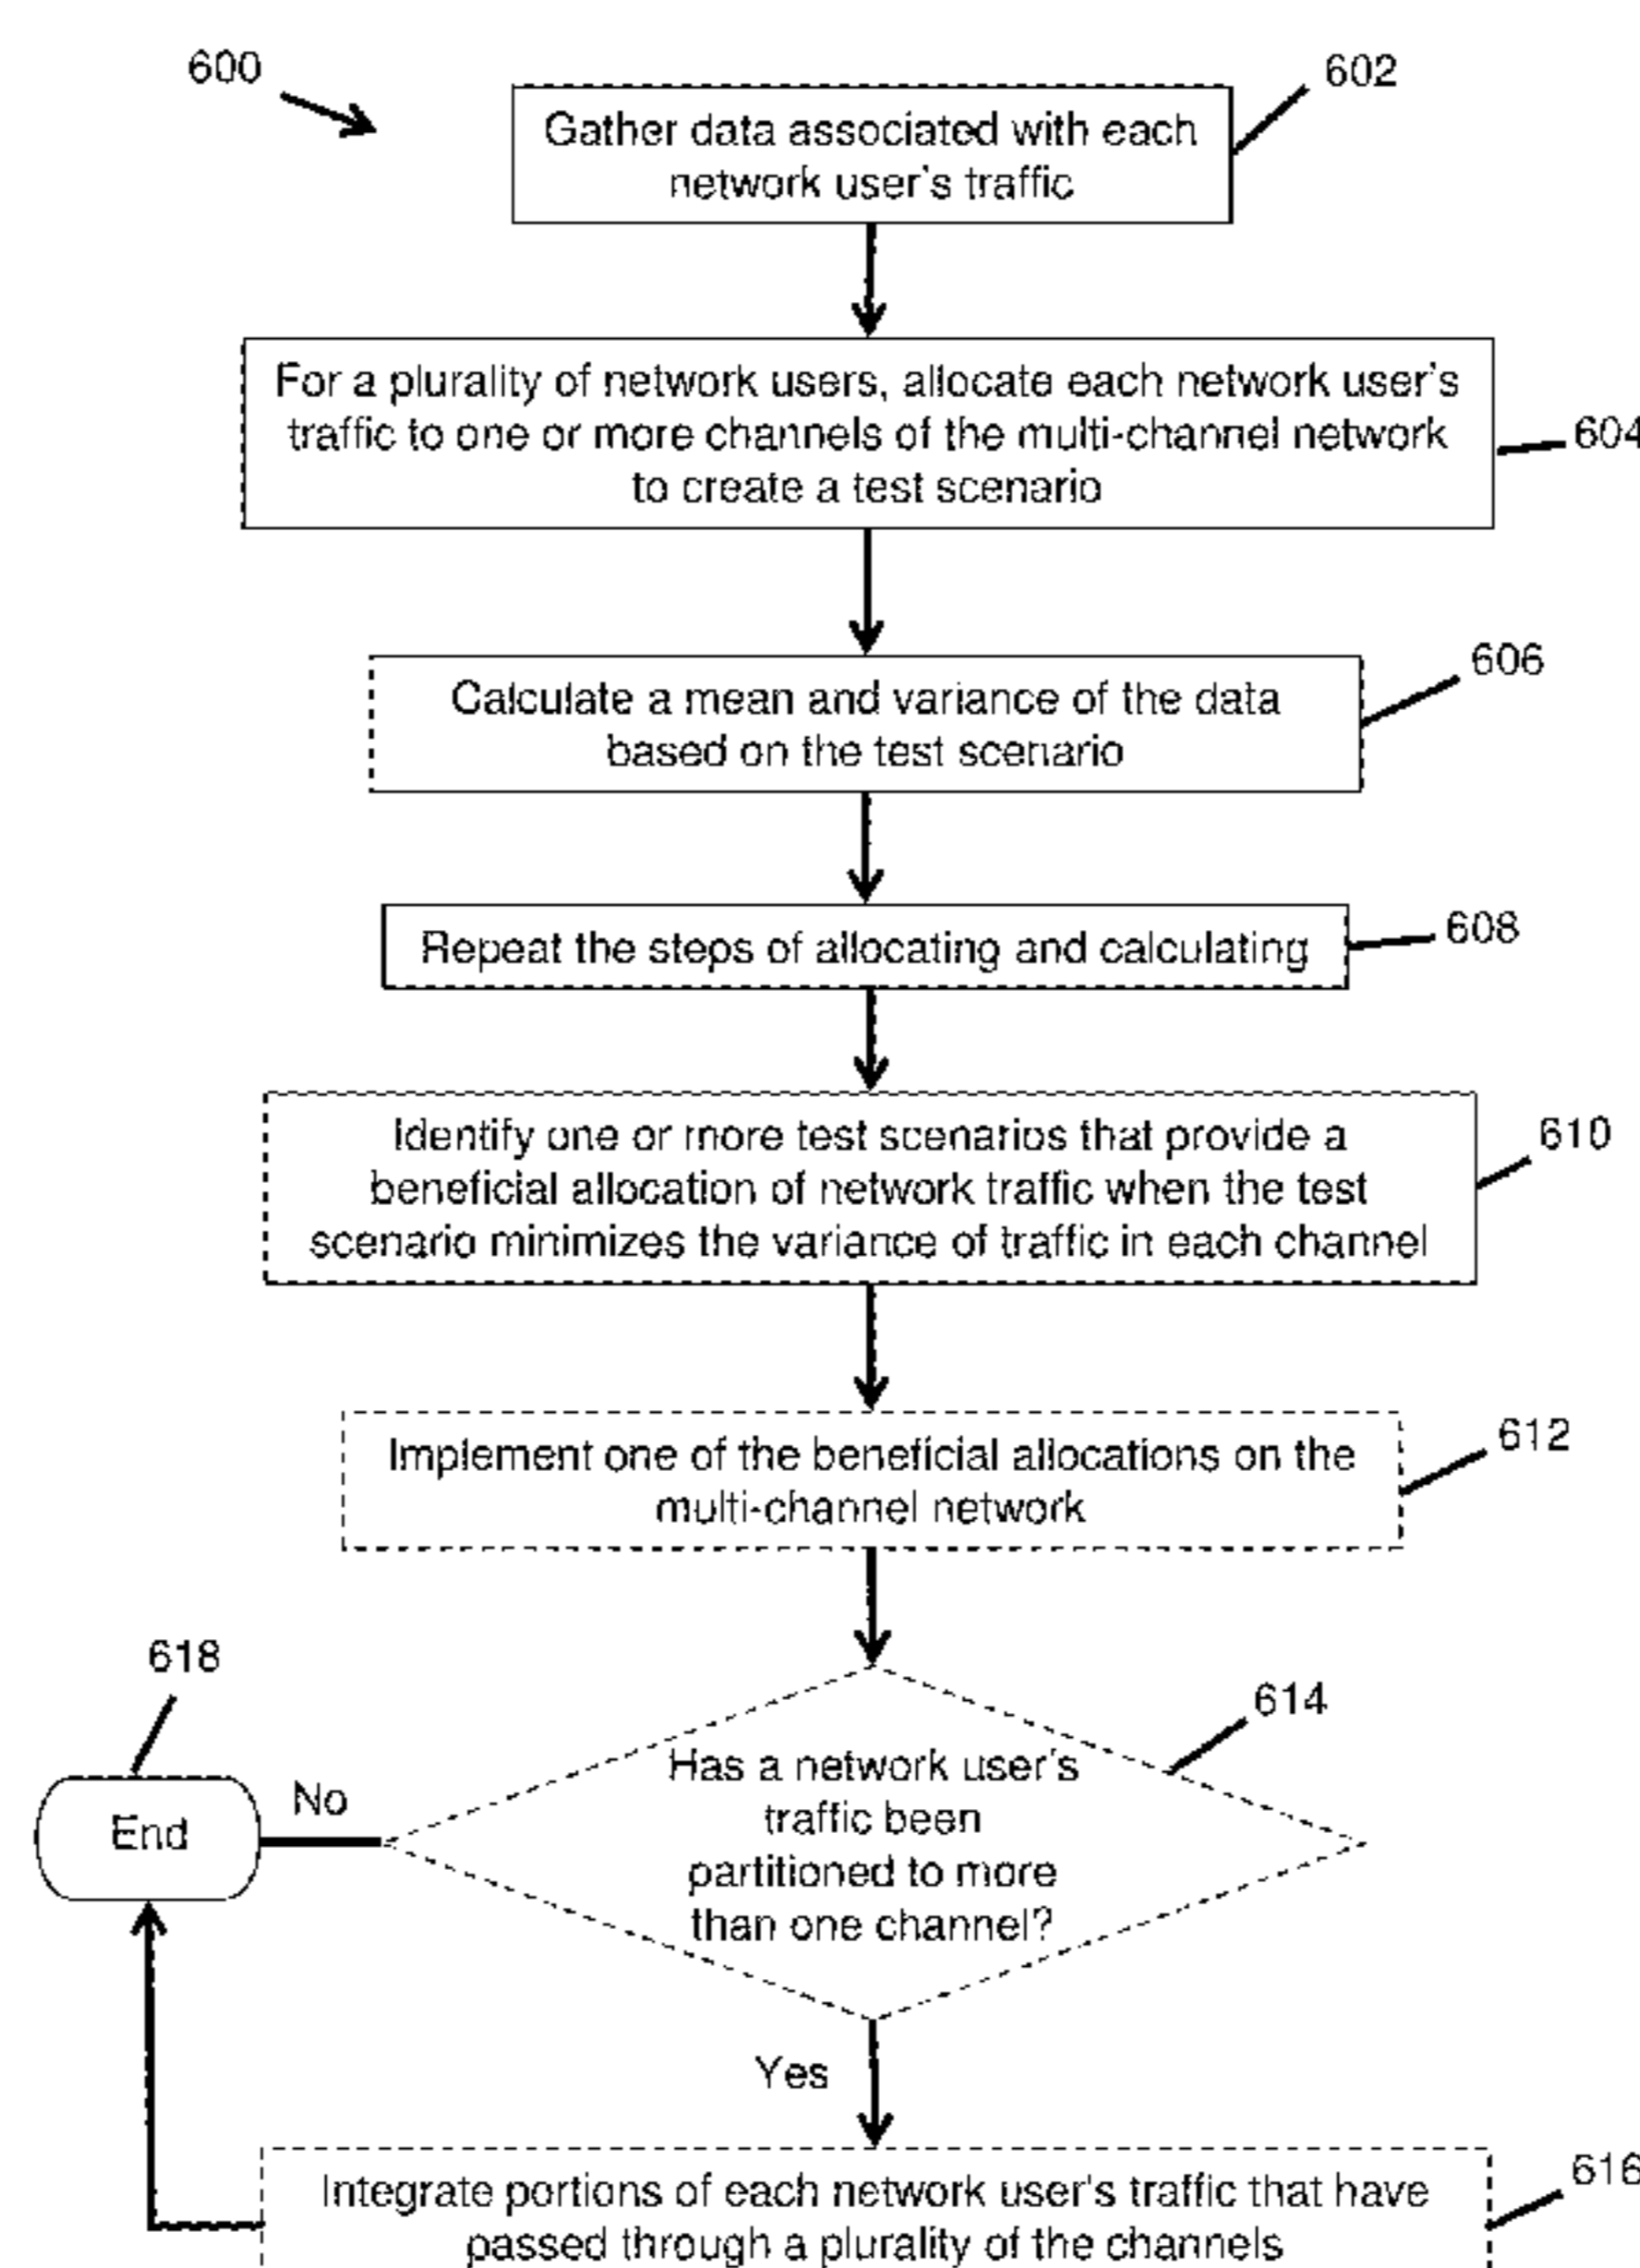 600
602
Gather data associated with each
network user's traffic
For a plurality of network users, allocate each network user's
traffic to one or more channels of the multi-channel network
to create a test scenario
604
606
Calculate a mean and variance of the data
based on the test scenario
Repeat the steps of allocating and calculating
608
Identify one or more test scenarios that provide a
beneficial allocation of network traffic when the test
scenario minimizes the variance of traffic in each channel
610
Implement one of the beneficial allocations on the
multi-channel network
612
618
614
Has a network user's
traffic been
partitioned to more
than one channel?
No
End
Yes
Integrate portions of each network user's traffic that have
passed through a plurality of the channels
616